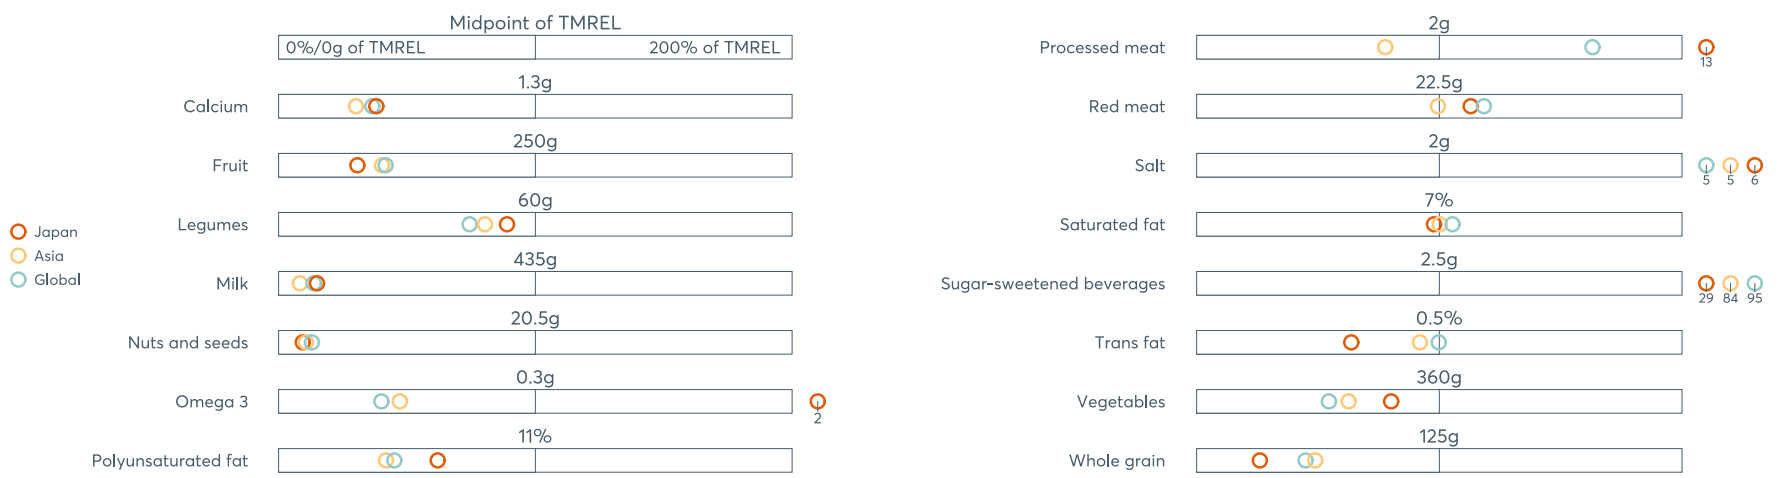 Midpoint of TMREL
0%/0g of TMREL 200% of TMREL
1.3g
Calcium
250g
Fruit
60g
Legumes
435g
Milk
20.5g
Nuts and seeds
0.3g
Omega 3
2
11%
Polyunsaturated fat
Japan
Asia
Global
2g
Processed meat
13
22.5g
Red meat
2g
Salt
5 5 6
7%
Saturated fat
2.5g
Sugar-sweetened beverages
29 84 95
0.5%
Trans fat
360g
Vegetables
125g
Whole grain